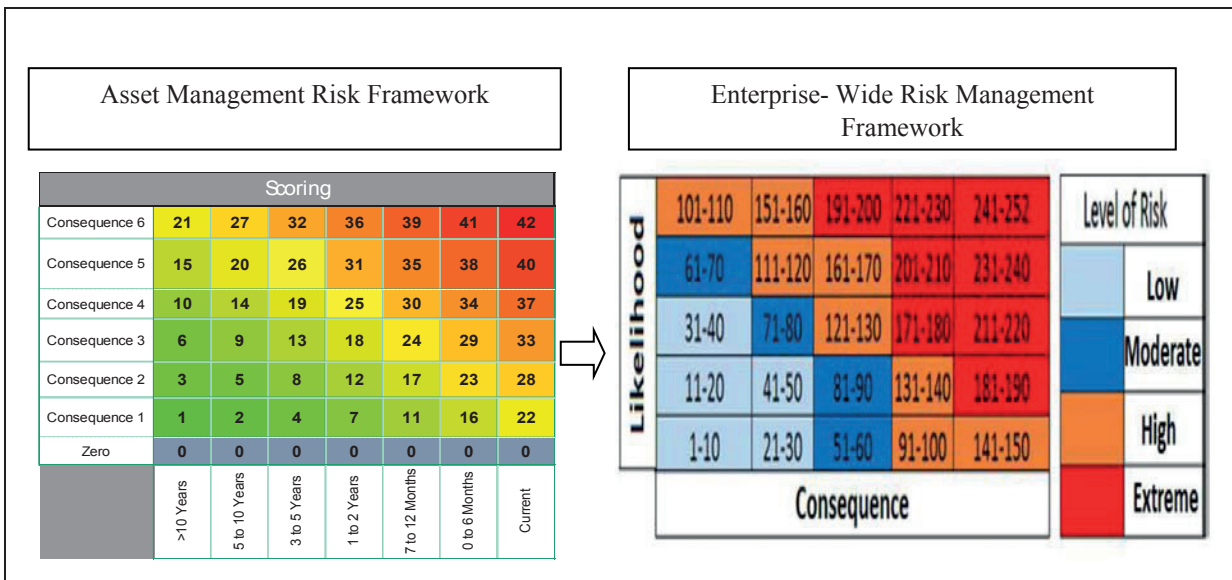 Asset Management Risk Framework
Enterprise- Wide Risk Management
Framework
Scoring
Consequence 6 21 27 32 36 39 41 42
Consequence 5 15 20 26 31 35 38 40
Consequence 4 10 14 19 25 30 34 37
Consequence 3 6 9 13 18 24 29 33
Consequence 2 3 5 8 12 17 23 28
Consequence 1 1 2 4 7 11 16 22
Zero 0 0 0 0 0 0 0
>10 Years
5 to 10 Years
3 to 5 Years
1 to 2 Years
7 to 12 Months
0 to 6 Months
Current
Likelihood
101-110 151-160 191-200 221-230 241-252
61-70 111-120 161-170 201-210 231-240
31-40 71-80 121-130 171-180 211-220
11-20 41-50 81-90 131-140 181-190
1-10 21-30 51-60 91-100 141-150
Consequence
Level of Risk
Low
Moderate
High
Extreme